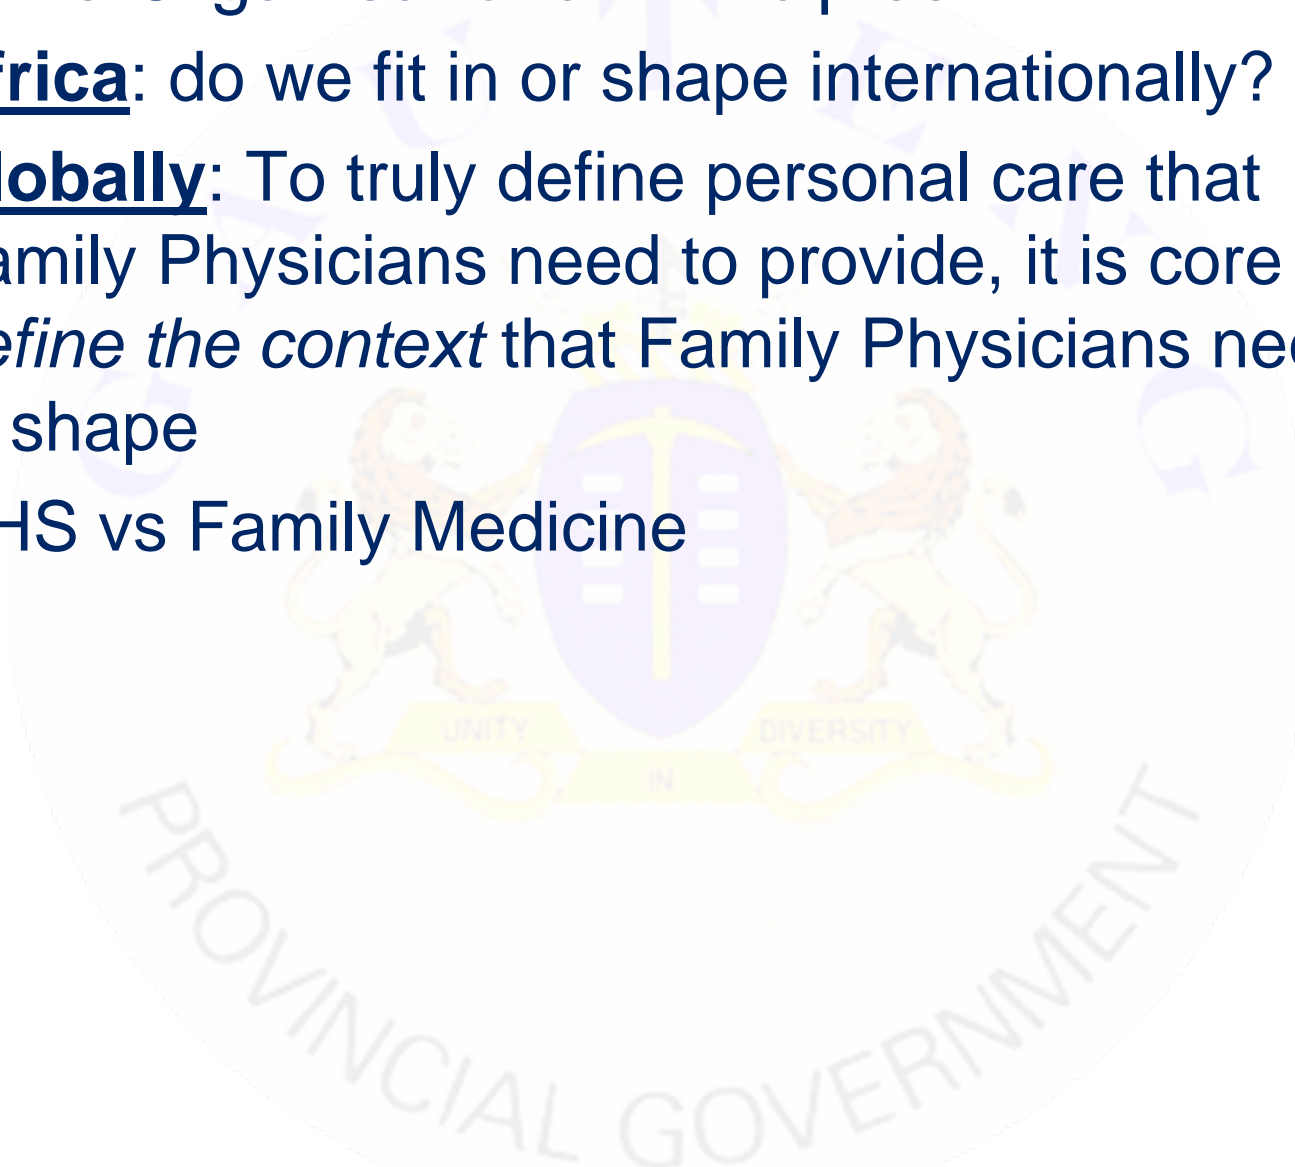 frica: do we fit in or shape internationally?
lobally: To truly define personal care that
amily Physicians need to provide, it is core
efine the context that Family Physicians nee
shape
HS vs Family Medicine
GAUTENG
UNITY
DIVERSITY
IN
PROVINCIAL GOVERNMENT